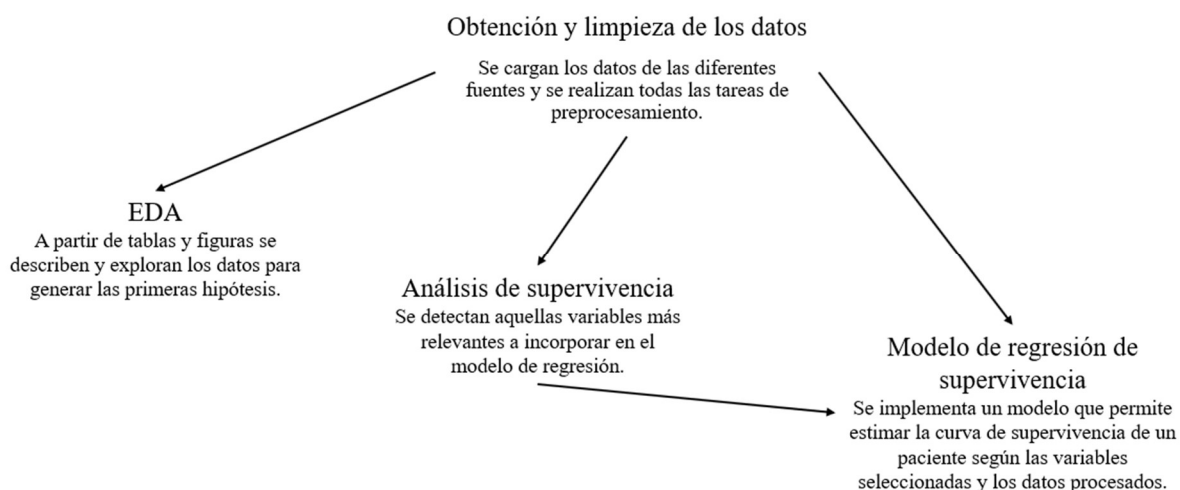 Obtención y limpieza de los datos
Se cargan los datos de las diferentes
fuentes y se realizan todas las tareas de
preprocesamiento.
EDA
A partir de tablas y figuras se
describen y exploran los datos para
generar las primeras hipótesis.
Análisis de supervivencia
Se detectan aquellas variables más
relevantes a incorporar en el
modelo de regresión.
Modelo de regresión de
supervivencia
Se implementa un modelo que permite
estimar la curva de supervivencia de un
paciente según las variables
seleccionadas y los datos procesados.